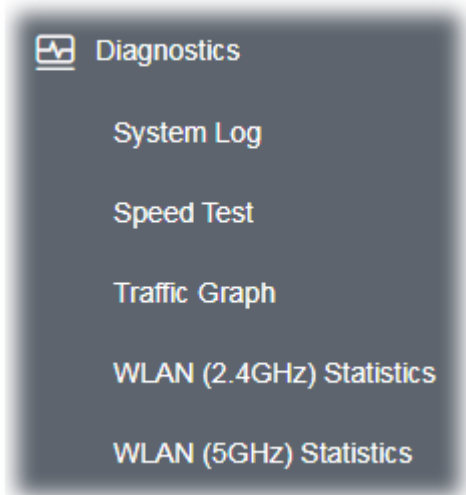 Diagnostics
System Log
Speed Test
Traffic Graph
WLAN (2.4GHz) Statistics
WLAN (5GHz) Statistics